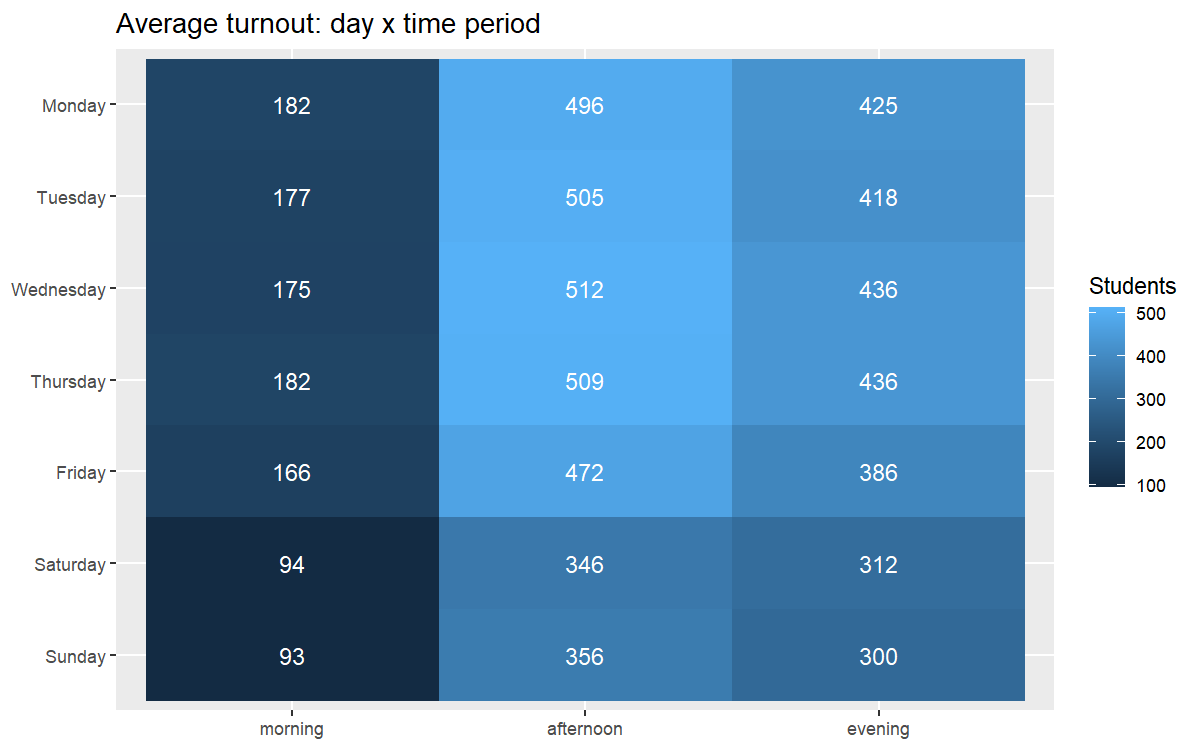 Average turnout: day x time period
Monday 182 496 425
Tuesday 177 505 418
Wednesday 175 512 436
Thursday 182 509 436
Friday 166 472 386
Saturday 94 346 312
Sunday 93 356 300
morning afternoon evening
Students
500
400
300
200
100